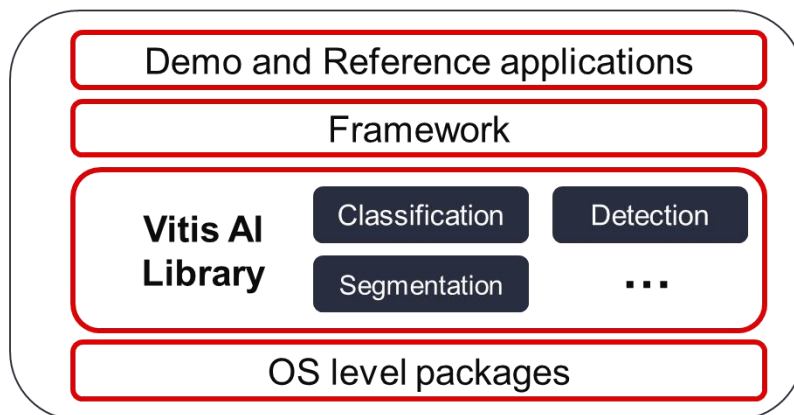 Demo and Reference applications
Framework
Vitis AI
Library
Classification
Detection
Segmentation
...
OS level packages